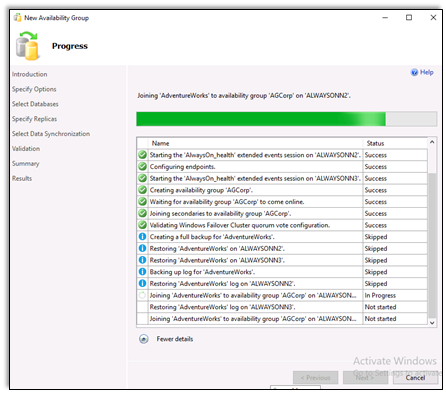 New Availability Group
Progress
Help
Introduction
Specify Options
Select Databases
Specify Replicas
Select Data Synchronization
Validation
Summary
Results
Joining 'AdventureWorks' to availability group 'AGCorp' on 'ALWAYSONN2'.
Name Status
Starting the 'AlwaysOn_health' extended events session on 'ALWAYSONN2'. Success
Configuring endpoints. Success
Starting the 'AlwaysOn_health' extended events session on 'ALWAYSONN3'. Success
Creating availability group 'AGCorp'. Success
Waiting for availability group 'AGCorp' to come online. Success
Joining secondaries to availability group 'AGCorp'. Success
Validating Windows Failover Cluster quorum vote configuration. Success
Creating a full backup for 'AdventureWorks'. Skipped
Restoring 'AdventureWorks' on 'ALWAYSONN2'. Skipped
Restoring 'AdventureWorks' on 'ALWAYSONN3'. Skipped
Backing up log for 'AdventureWorks'. Skipped
Restoring 'AdventureWorks' log on 'ALWAYSONN2'. Skipped
Joining 'AdventureWorks' to availability group 'AGCorp' on 'ALWAYSON... In Progress
Restoring 'AdventureWorks' log on 'ALWAYSONN3'. Not started
Joining 'AdventureWorks' to availability group 'AGCorp' on 'ALWAYSON... Not started
Fewer details
Activate Windows
Go to Settings to activate
< Previous Next > Cancel